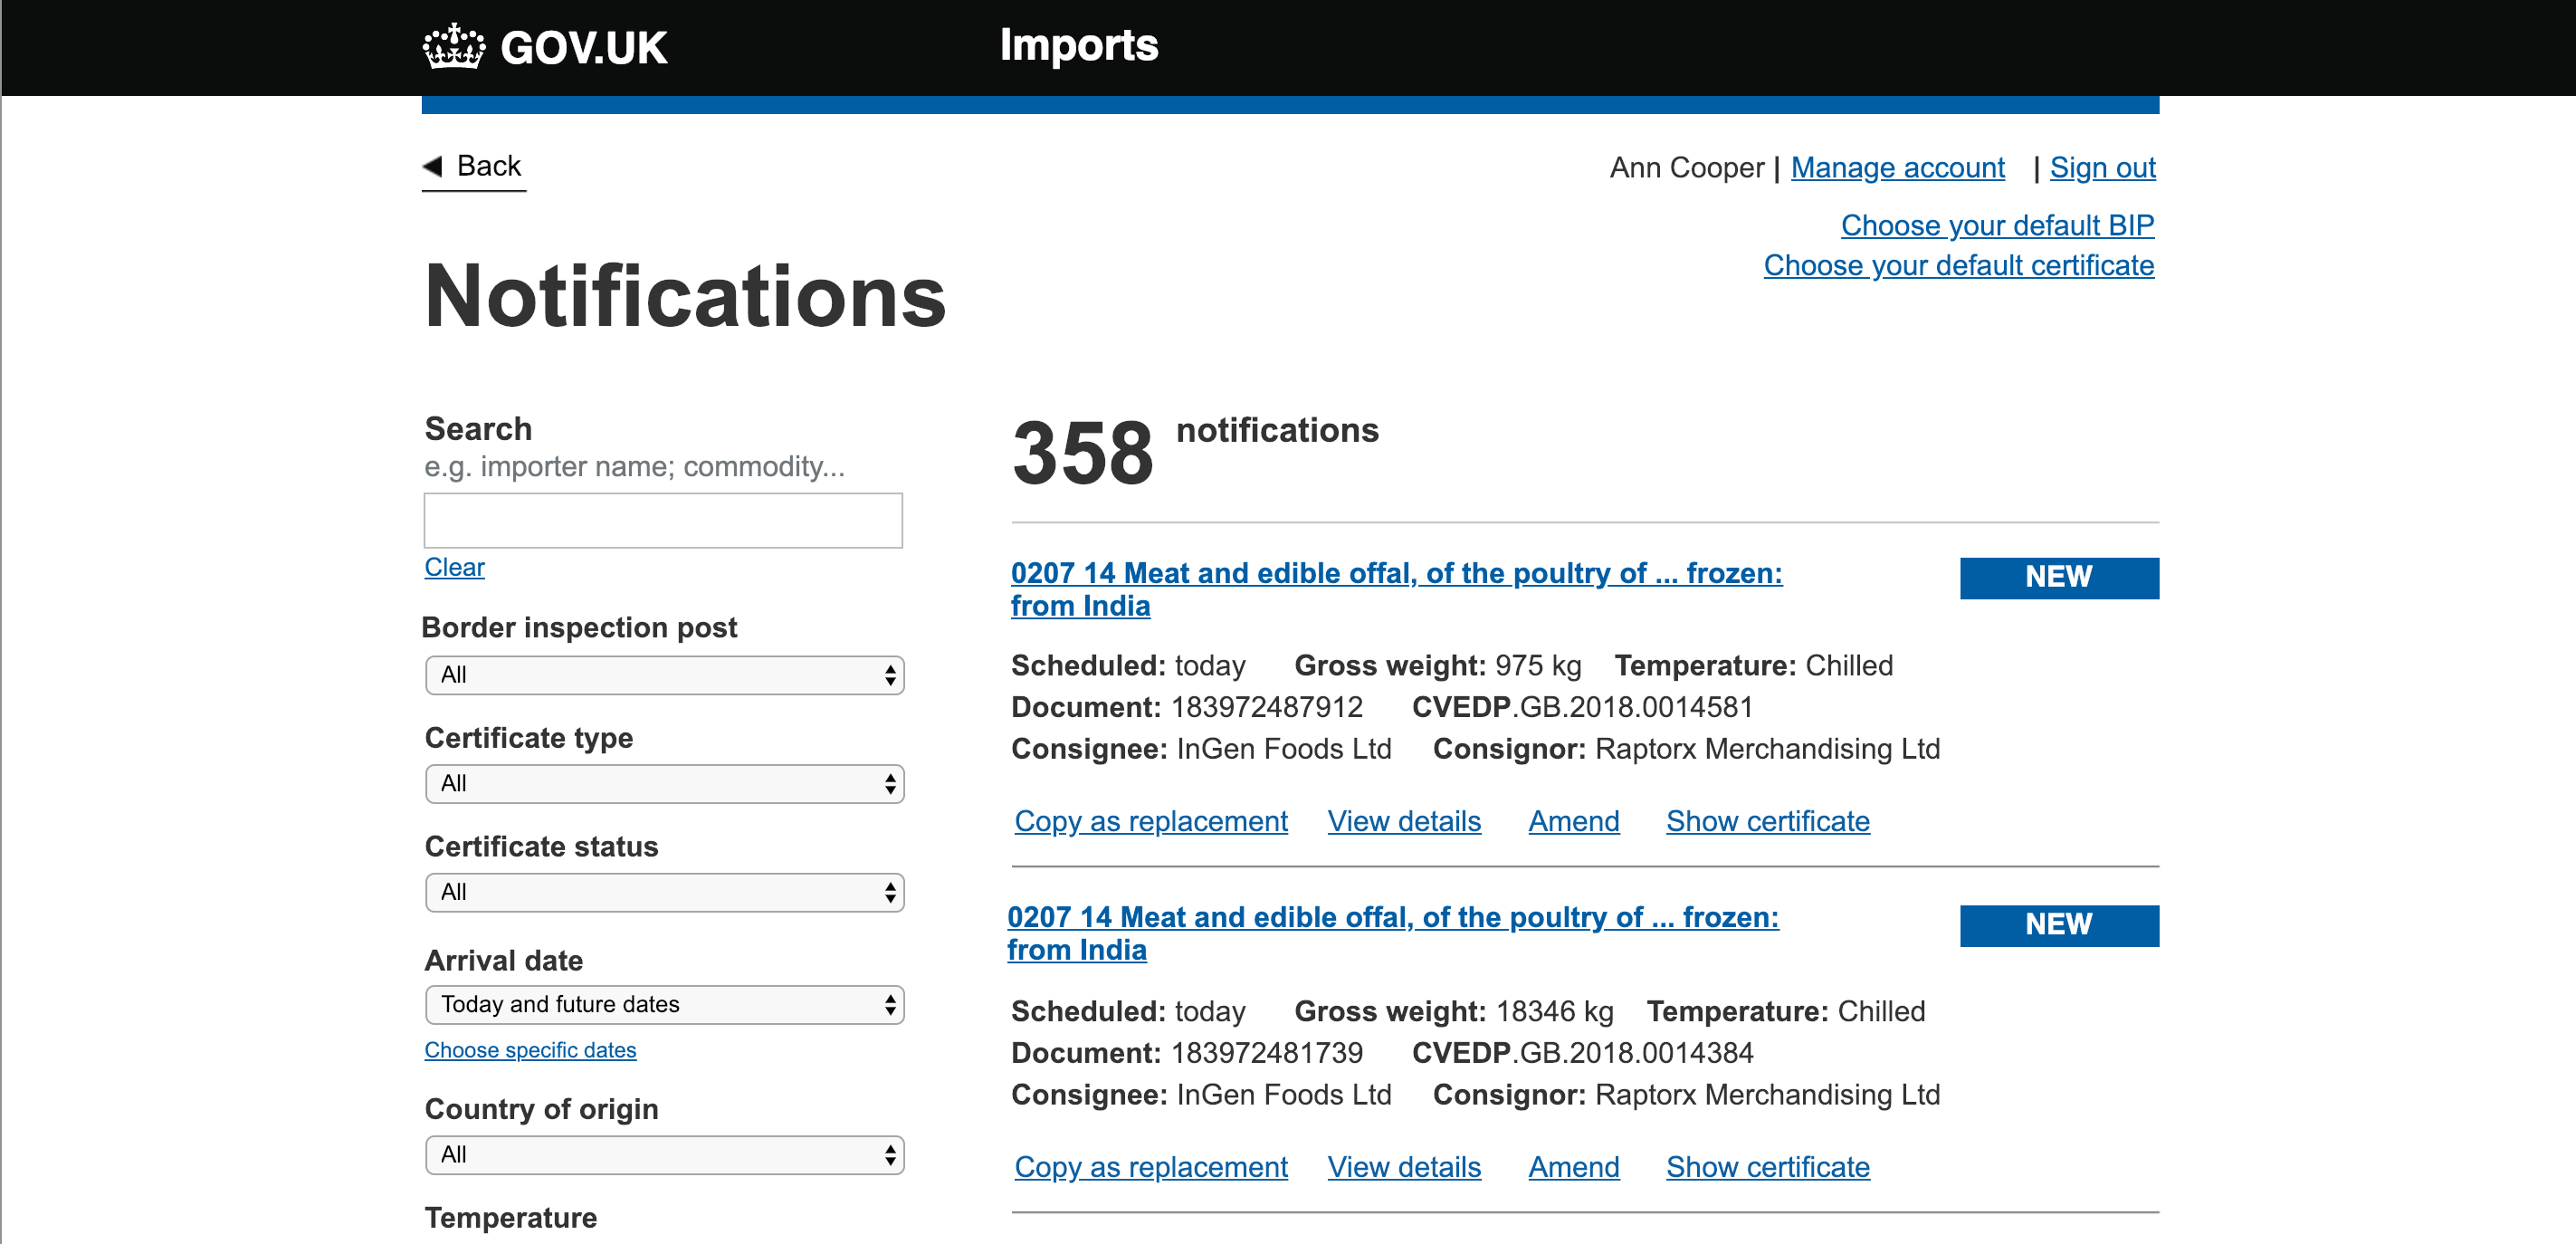 GOV.UK Imports
Back
Ann Cooper | Manage account | Sign out
Choose your default BIP
Choose your default certificate
Notifications
Search
e.g. importer name; commodity...
Clear
Border inspection post
All
Certificate type
All
Certificate status
All
Arrival date
Today and future dates
Choose specific dates
Country of origin
All
Temperature
358 notifications
0207 14 Meat and edible offal, of the poultry of ... frozen:
from India
NEW
Scheduled: today Gross weight: 975 kg Temperature: Chilled
Document: 183972487912 CVEDP.GB.2018.0014581
Consignee: InGen Foods Ltd Consignor: Raptorx Merchandising Ltd
Copy as replacement View details Amend Show certificate
0207 14 Meat and edible offal, of the poultry of ... frozen:
from India
NEW
Scheduled: today Gross weight: 18346 kg Temperature: Chilled
Document: 183972481739 CVEDP.GB.2018.0014384
Consignee: InGen Foods Ltd Consignor: Raptorx Merchandising Ltd
Copy as replacement View details Amend Show certificate